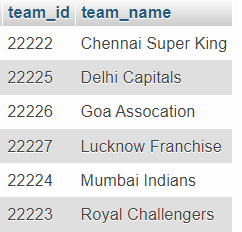 team_id team_name
22222 Chennai Super King
22225 Delhi Capitals
22226 Goa Assocation
22227 Lucknow Franchise
22224 Mumbai Indians
22223 Royal Challengers